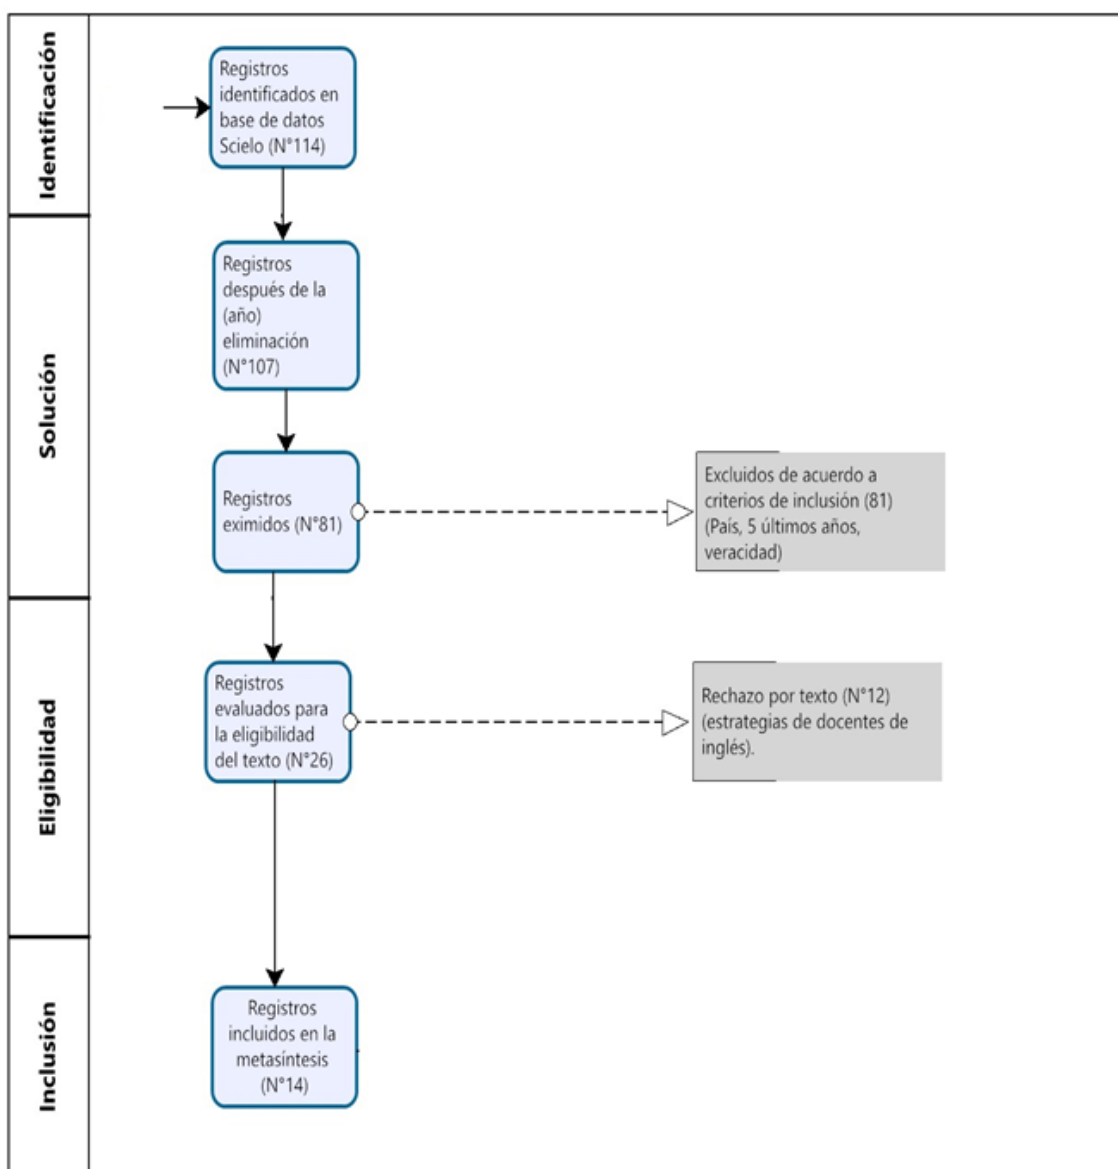 Identificación
Registros
identificados en
base de datos
Scielo (N°114)
Solución
Registros
después de la
(año)
eliminación
(N°107)
Registros
eximidos (N°81)
Excluidos de acuerdo a
criterios de inclusión (81)
(País, 5 últimos años,
veracidad)
Eligibilidad
Registros
evaluados para
la eligibilidad
del texto (N°26)
Rechazo por texto (N°12)
(estrategias de docentes de
inglés).
Inclusión
Registros
incluidos en la
metasíntesis
(N°14)